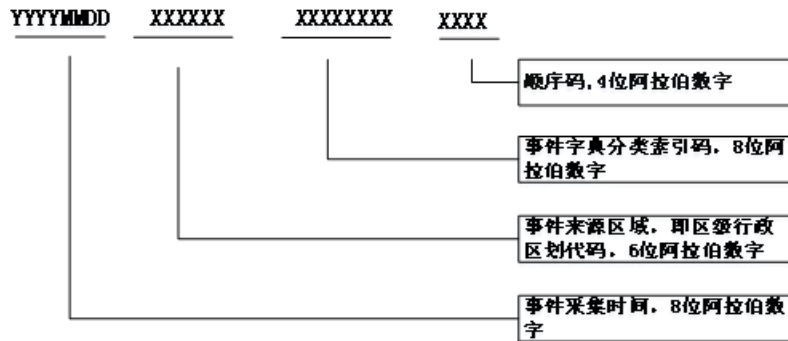 YYYYMMDD XXXXXX XXXXXXXX XXXX
顺序码,4位阿拉伯数字
事件字典分类索引码，8位阿
拉伯数字
事件来源区域，即区级行政
区划代码，6位阿拉伯数字
事件采集时间，8位阿拉伯数
字